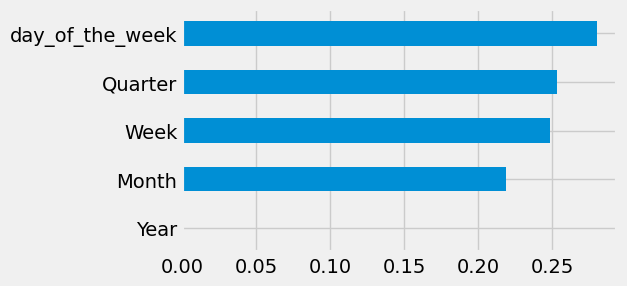 day_of_the_week
Quarter
Week
Month
Year
0.00 0.05 0.10 0.15 0.20 0.25